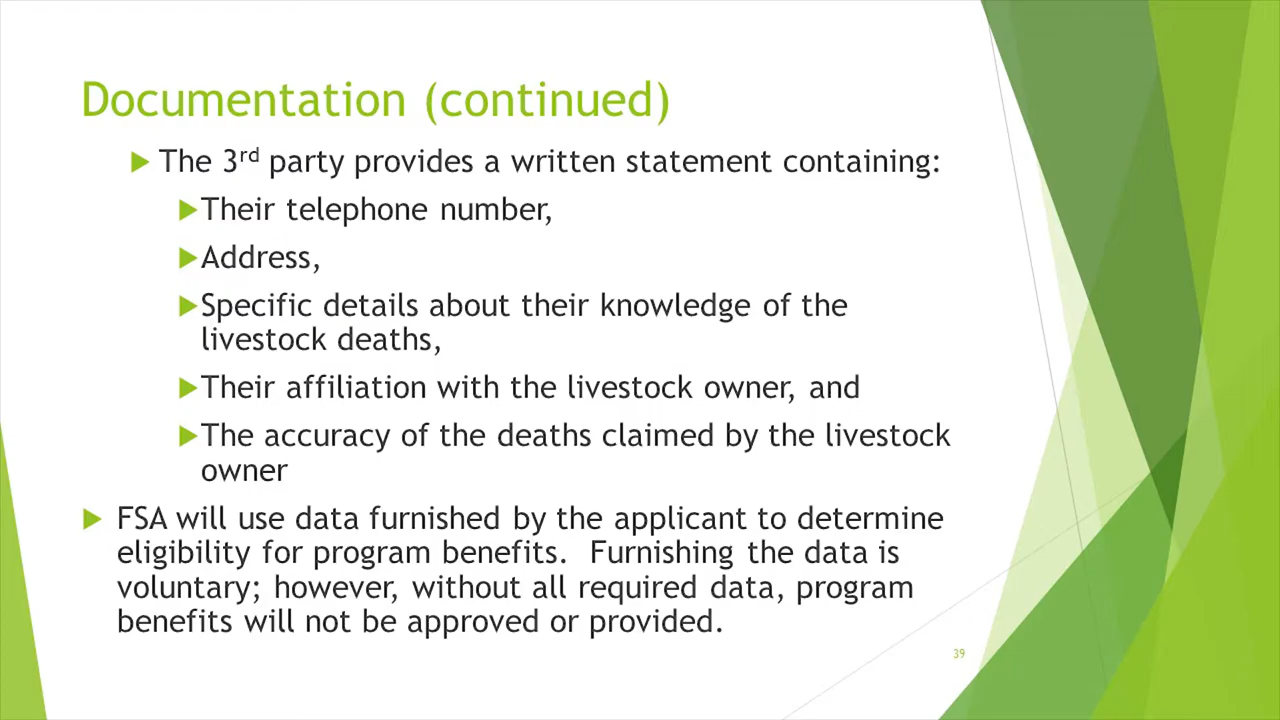 Documentation (continued)
The 3rd party provides a written statement containing:
Their telephone number,
Address,
Specific details about their knowledge of the
livestock deaths,
Their affiliation with the livestock owner, and
The accuracy of the deaths claimed by the livestock
owner
FSA will use data furnished by the applicant to determine
eligibility for program benefits.  Furnishing the data is
voluntary; however, without all required data, program
benefits will not be approved or provided.
39